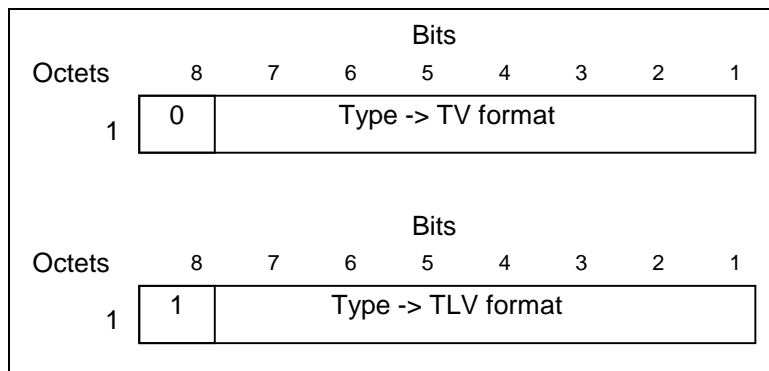 Bits
Octets 8 7 6 5 4 3 2 1
1 0 Type -> TV format
Bits
Octets 8 7 6 5 4 3 2 1
1 1 Type -> TLV format